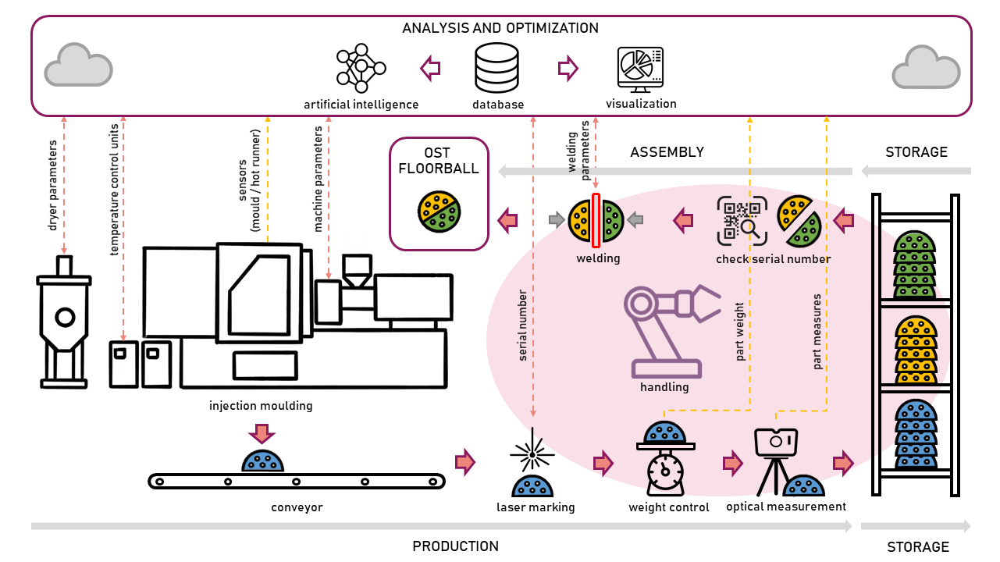 ANALYSIS AND OPTIMIZATION
artificial intelligence
database
visualization
dryer parameters
temperature control units
sensors
(mould / hot runner)
machine parameters
OST
FLOORBALL
welding
parameters
ASSEMBLY
STORAGE
welding
check serial number
serial number
part weight
part measures
handling
injection moulding
conveyor
laser marking
weight control
optical measurement
PRODUCTION
STORAGE